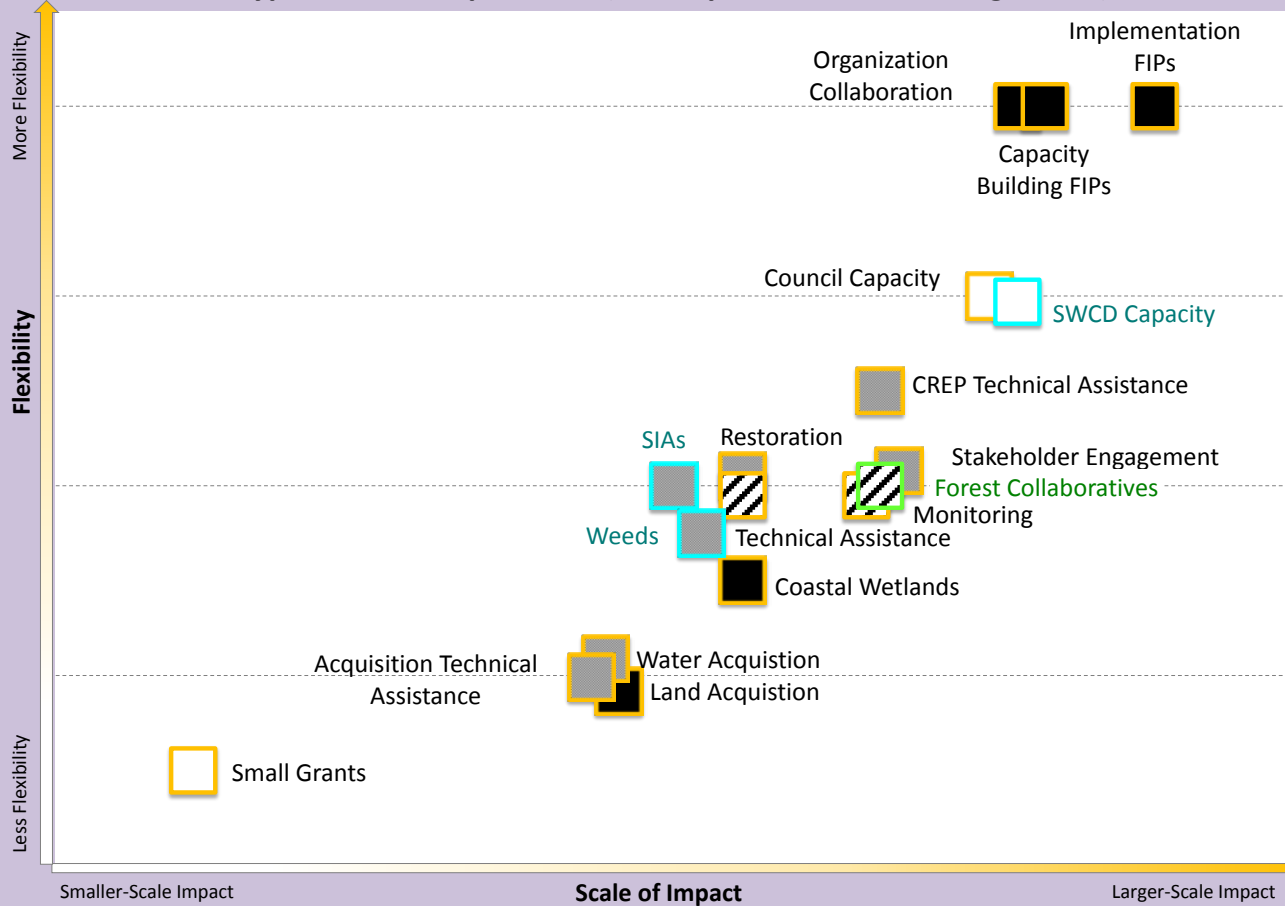 More Flexibility
Flexibility
Less Flexibility
Implementation
FIPs
Organization
Collaboration
Capacity
Building FIPs
Council Capacity
SWCD Capacity
CREP Technical Assistance
SIAs
Restoration
Stakeholder Engagement
Forest Collaboratives
Monitoring
Weeds
Technical Assistance
Coastal Wetlands
Acquisition Technical
Assistance
Water Acquistion
Land Acquistion
Small Grants
Smaller-Scale Impact
Scale of Impact
Larger-Scale Impact